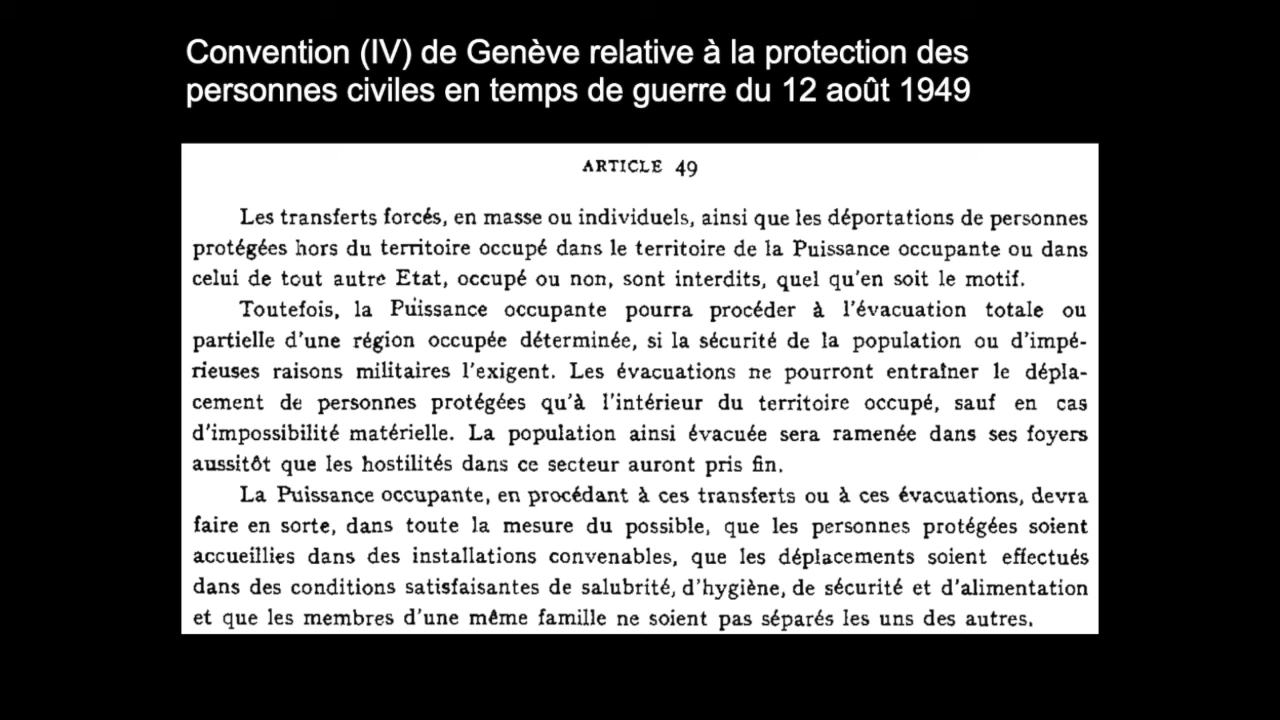 Convention (IV) de Genève relative à la protection des
personnes civiles en temps de guerre du 12 août 1949
ARTICLE 49
Les transferts forcés, en masse ou individuels, ainsi que les déportations de personnes
protégées hors du territoire occupé dans le territoire de la Puissance occupante ou dans
celui de tout autre Etat, occupé ou non, sont interdits, quel qu'en soit le motif.
Toutefois, la Puissance occupante pourra procéder à l'évacuation totale ou
partielle d'une région occupée déterminée, si la sécurité de la population ou d'impé-
rieuses raisons militaires l'exigent. Les évacuations ne pourront entraîner le dépla-
cement de personnes protégées qu'à l'intérieur du territoire occupé, sauf en cas
d'impossibilité matérielle. La population ainsi évacuée sera ramenée dans ses foyers
aussitôt que les hostilités dans ce secteur auront pris fin.
La Puissance occupante, en procédant à ces transferts ou à ces évacuations, devra
faire en sorte, dans toute la mesure du possible, que les personnes protégées soient
accueillies dans des installations convenables, que les déplacements soient effectués
dans des conditions satisfaisantes de salubrité, d'hygiène, de sécurité et d'alimentation
et que les membres d'une même famille ne soient pas séparés les uns des autres.